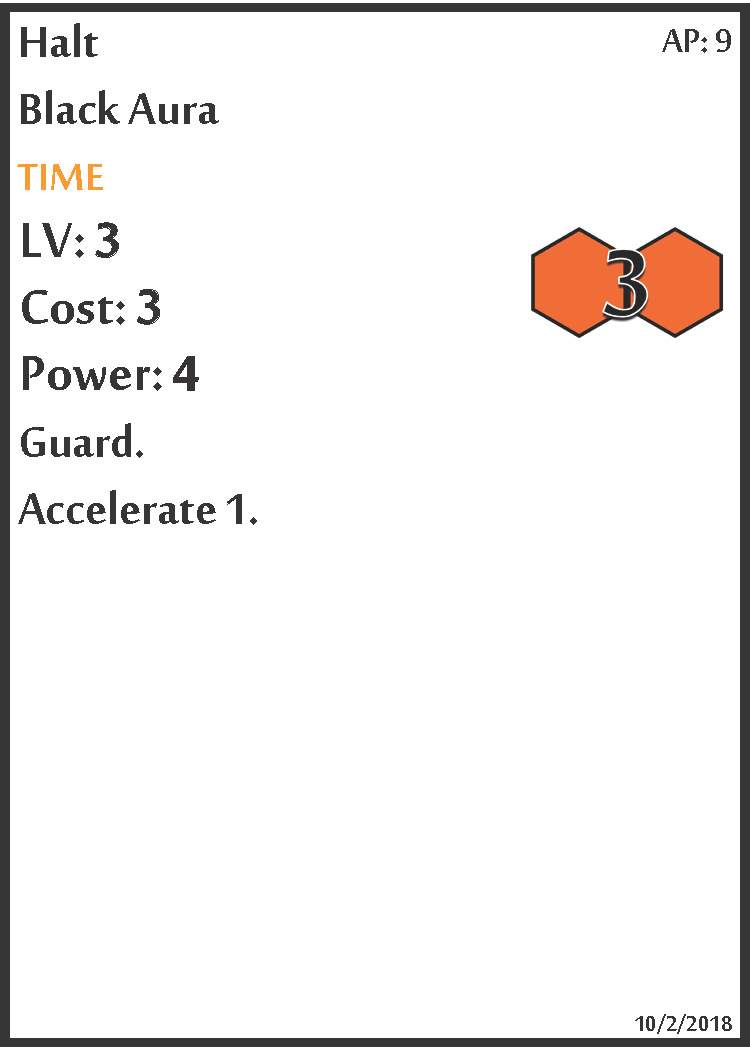 Halt
AP: 9
Black Aura
TIME
LV: 3
3
Cost: 3
Power: 4
Guard.
Accelerate 1.
10/2/2018